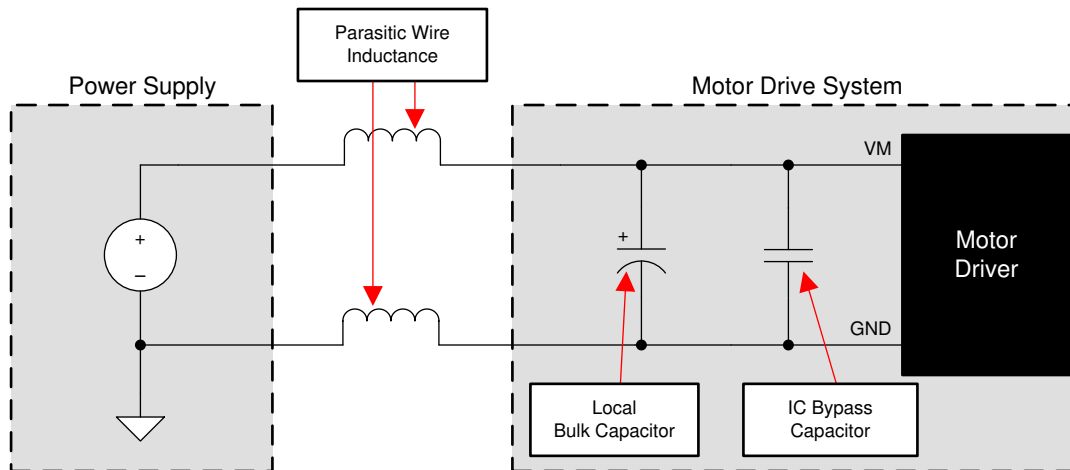 Parasitic Wire
Inductance
Power Supply
Motor Drive System
VM
+
–
+
Motor
Driver
GND
Local
Bulk Capacitor
IC Bypass
Capacitor